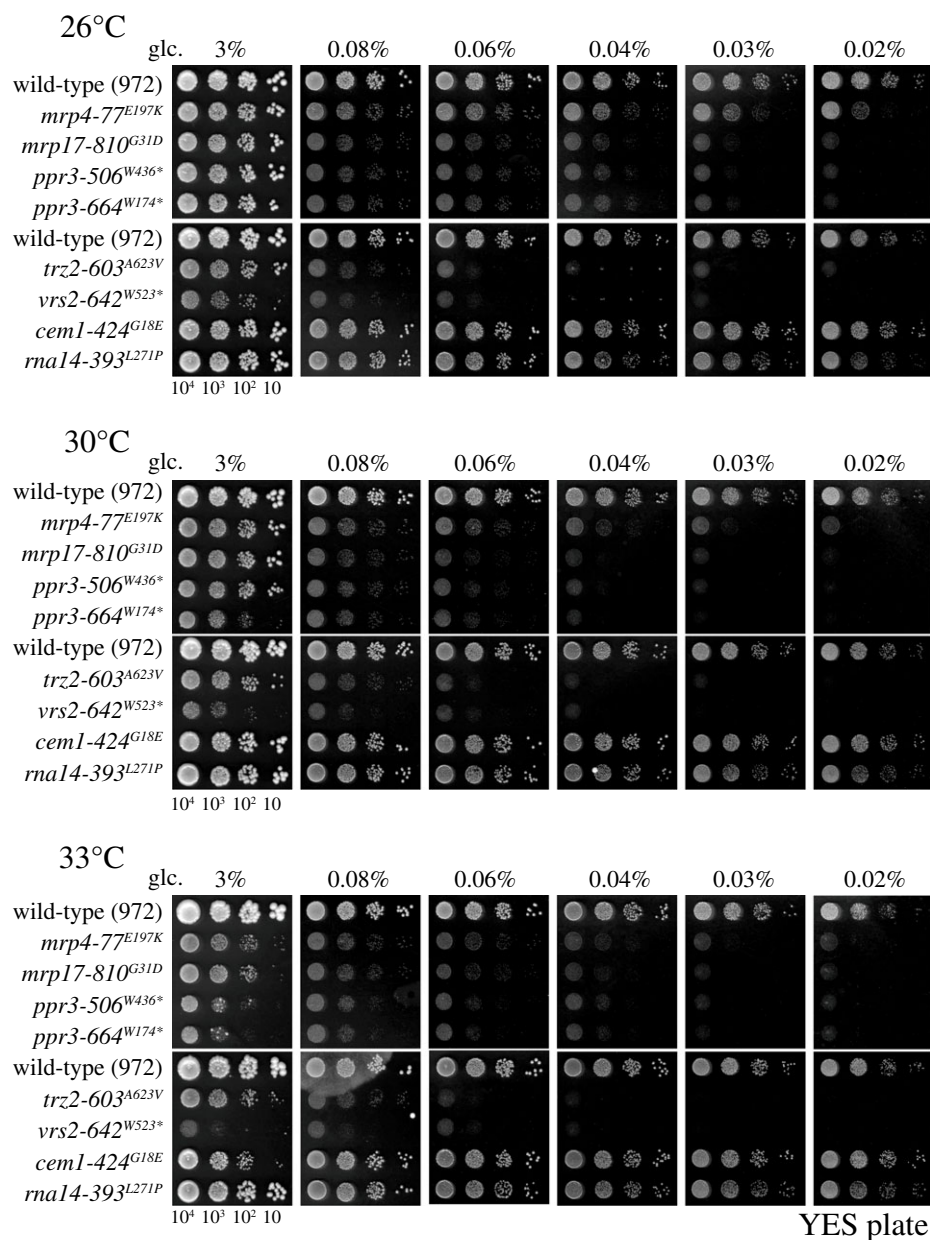 26°C
glc. 3% 0.08% 0.06% 0.04% 0.03% 0.02%
wild-type (972)
mrp4-77E197K
mrp17-810G31D
ppr3-506W436*
ppr3-664W174*
wild-type (972)
trz2-603A623V
vrs2-642W523*
cem1-424G18E
rna14-393L271P
10⁴ 10³ 10² 10
30°C
glc. 3% 0.08% 0.06% 0.04% 0.03% 0.02%
wild-type (972)
mrp4-77E197K
mrp17-810G31D
ppr3-506W436*
ppr3-664W174*
wild-type (972)
trz2-603A623V
vrs2-642W523*
cem1-424G18E
rna14-393L271P
10⁴ 10³ 10² 10
33°C
glc. 3% 0.08% 0.06% 0.04% 0.03% 0.02%
wild-type (972)
mrp4-77E197K
mrp17-810G31D
ppr3-506W436*
ppr3-664W174*
wild-type (972)
trz2-603A623V
vrs2-642W523*
cem1-424G18E
rna14-393L271P
10⁴ 10³ 10² 10
YES plate